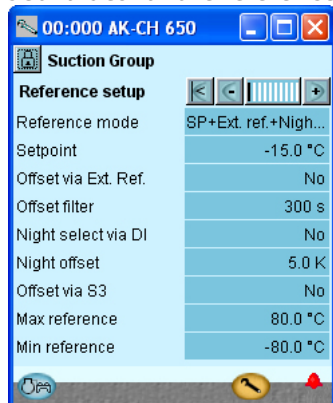 00:000 AK-CH 650
Suction Group
Reference setup
Reference mode SP+Ext. ref.+Nigh...
Setpoint -15.0 °C
Offset via Ext. Ref. No
Offset filter 300 s
Night select via DI No
Night offset 5.0 K
Offset via S3 No
Max reference 80.0 °C
Min reference -80.0 °C